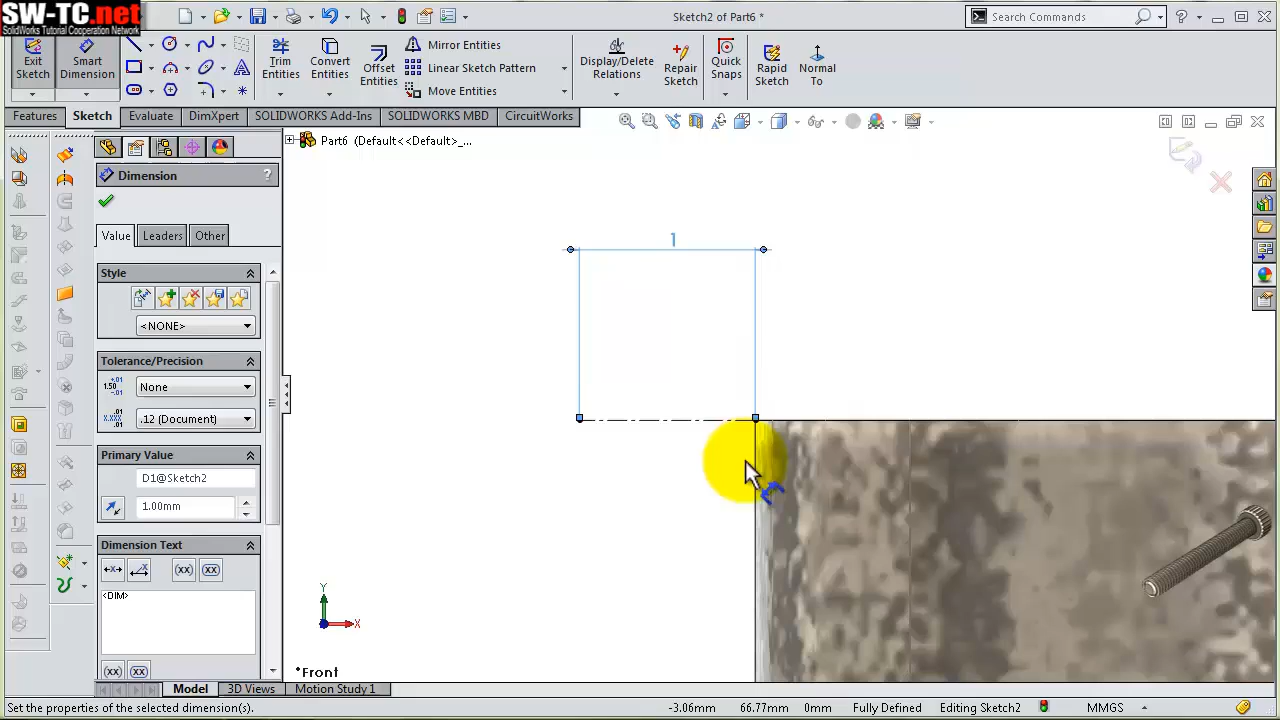 SW-TC.net
SolidWorks Tutorial Cooperation Network
Sketch2 of Part6 *
Search Commands
Exit Sketch
Smart Dimension
Trim Entities
Convert Entities
Offset Entities
Mirror Entities
Linear Sketch Pattern
Move Entities
Display/Delete Relations
Repair Sketch
Quick Snaps
Rapid Sketch
Normal To
Features
Sketch
Evaluate
DimXpert
SOLIDWORKS Add-Ins
SOLIDWORKS MBD
CircuitWorks
Part6 (Default<<Default>_...
Dimension
?
Value
Leaders
Other
Style
<NONE>
Tolerance/Precision
None
.12 (Document)
Primary Value
D1@Sketch2
1.00mm
Dimension Text
<DIM>
1
Y
X
*Front
Model
3D Views
Motion Study 1
Set the properties of the selected dimension(s).
-3.06mm
66.77mm
0mm
Fully Defined
Editing Sketch2
MMGS